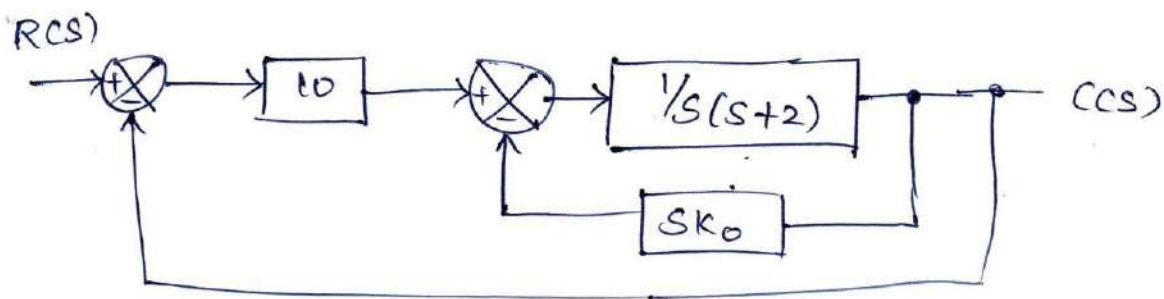 R(S)
+
-
10
+
-
1/S(S+2)
C(S)
SK₀